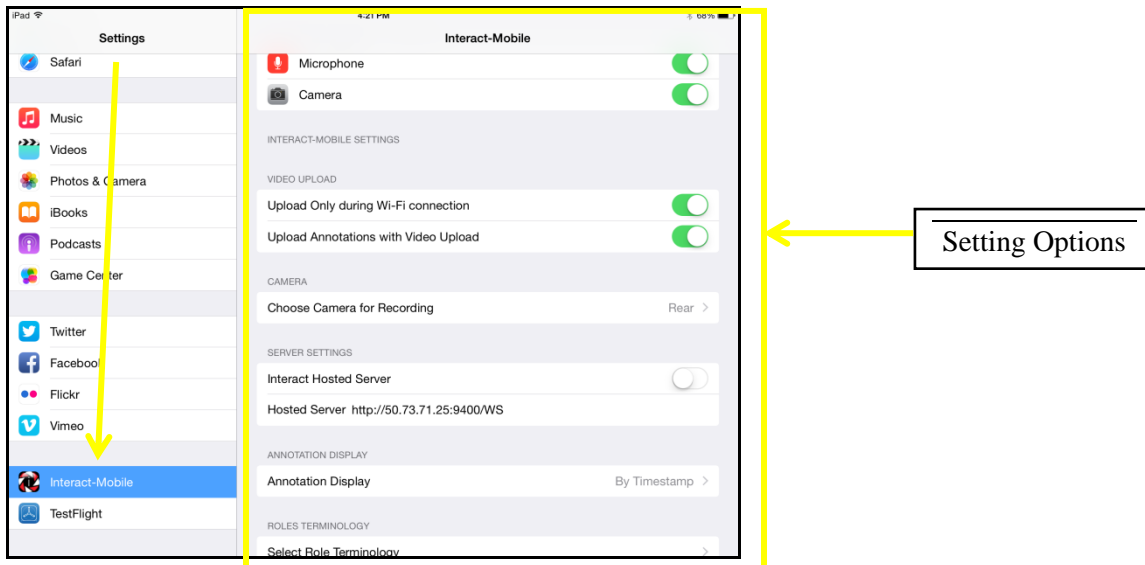 iPad 4:21 PM 68%
Settings
Safari
Music
Videos
Photos & Camera
iBooks
Podcasts
Game Center
Twitter
Facebook
Flickr
Vimeo
Interact-Mobile
TestFlight
Interact-Mobile
Microphone
Camera
INTERACT-MOBILE SETTINGS
VIDEO UPLOAD
Upload Only during Wi-Fi connection
Upload Annotations with Video Upload
CAMERA
Choose Camera for Recording Rear
SERVER SETTINGS
Interact Hosted Server
Hosted Server http://50.73.71.25:9400/WS
ANNOTATION DISPLAY
Annotation Display By Timestamp
ROLES TERMINOLOGY
Select Role Terminology
Setting Options